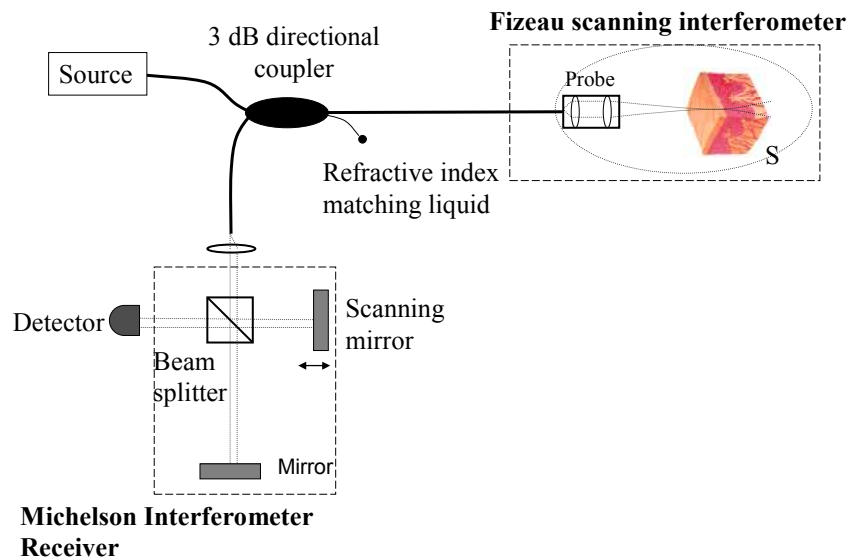 Fizeau scanning interferometer
3 dB directional
coupler
Source
Probe
S
Refractive index
matching liquid
Detector
Scanning
mirror
Beam
splitter
Mirror
Michelson Interferometer
Receiver